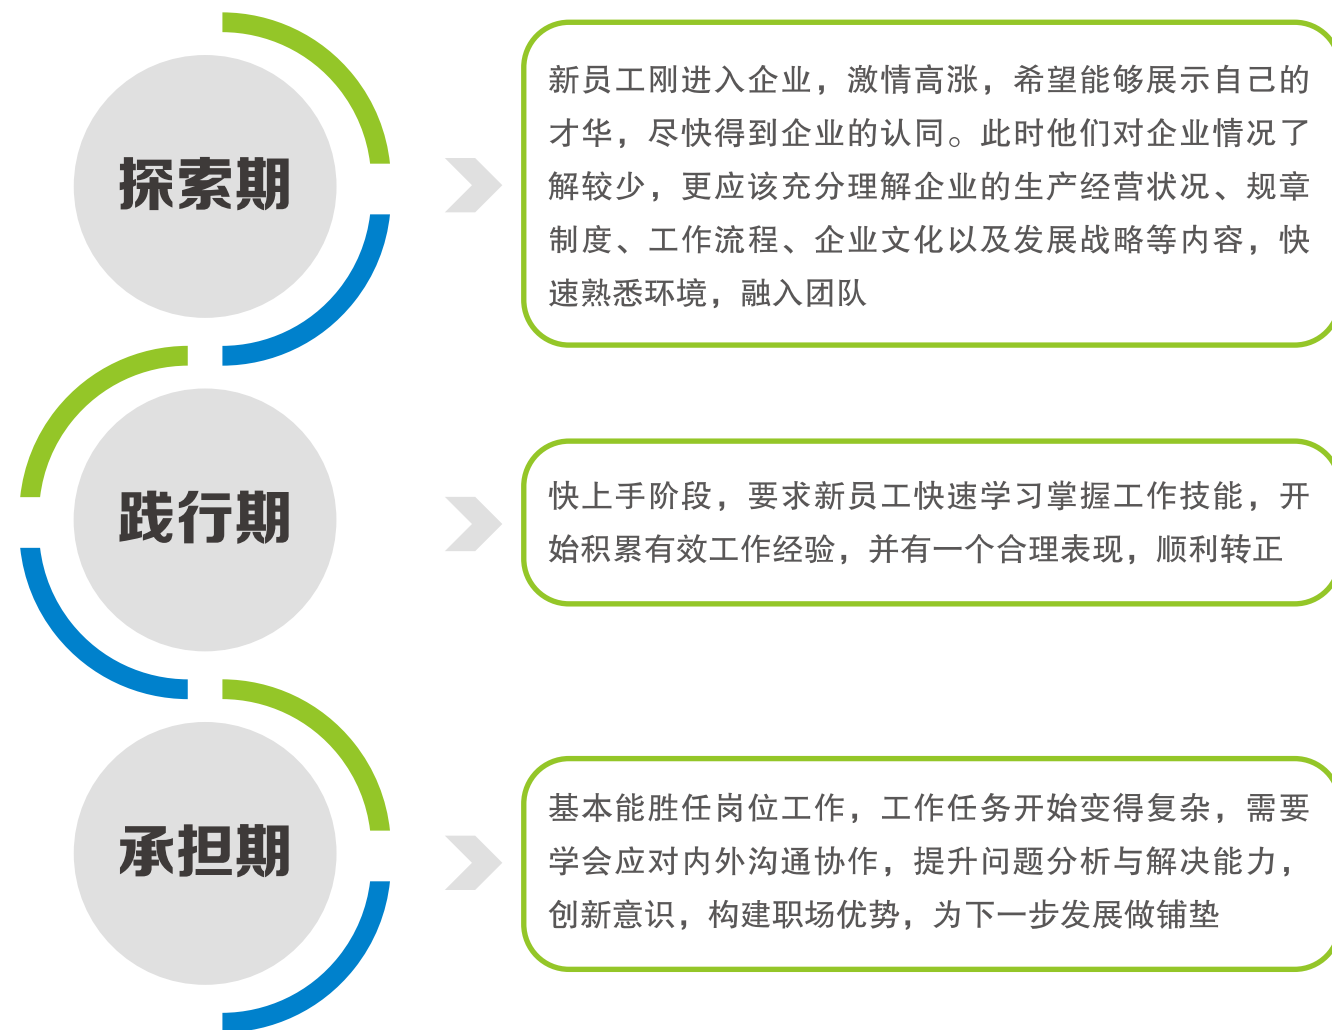 探索期
新员工刚进入企业，激情高涨，希望能够展示自己的
才华，尽快得到企业的认同。此时他们对企业情况了
解较少，更应该充分理解企业的生产经营状况、规章
制度、工作流程、企业文化以及发展战略等内容，快
速熟悉环境，融入团队
践行期
快上手阶段，要求新员工快速学习掌握工作技能，开
始积累有效工作经验，并有一个合理表现，顺利转正
承担期
基本能胜任岗位工作，工作任务开始变得复杂，需要
学会应对内外沟通协作，提升问题分析与解决能力，
创新意识，构建职场优势，为下一步发展做铺垫